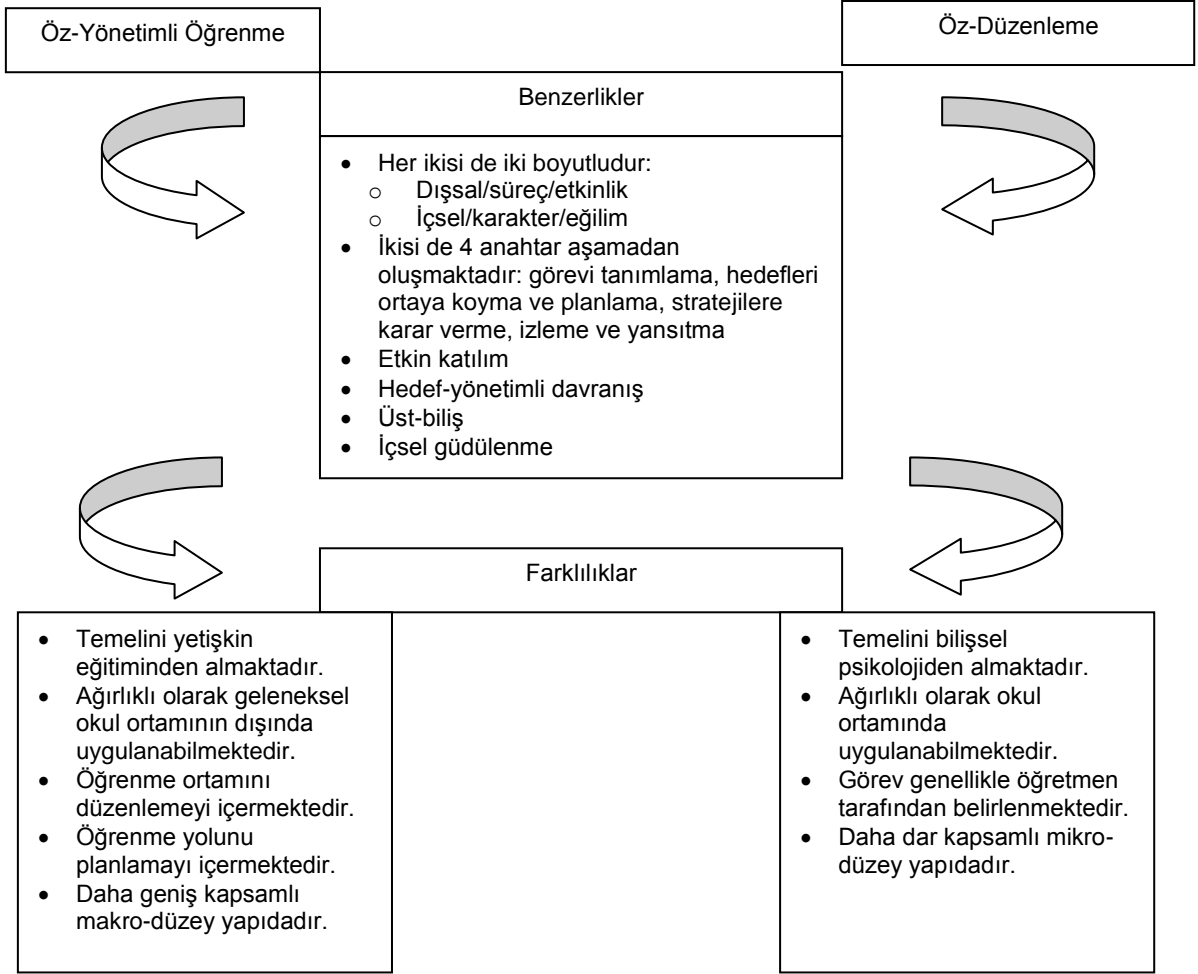 Öz-Yönetimli Öğrenme
Öz-Düzenleme
Benzerlikler
• Her ikisi de iki boyutludur:
o Dışsal/süreç/etkinlik
o İçsel/karakter/eğilim
• İkisi de 4 anahtar aşamadan
oluşmaktadır: görevi tanımlama, hedefleri
ortaya koyma ve planlama, stratejilere
karar verme, izleme ve yansıtma
• Etkin katılım
• Hedef-yönetimli davranış
• Üst-biliş
• İçsel güdülenme
Farklılıklar
• Temelini yetişkin
eğitiminden almaktadır.
• Ağırlıklı olarak geleneksel
okul ortamının dışında
uygulanabilmektedir.
• Öğrenme ortamını
düzenlemeyi içermektedir.
• Öğrenme yolunu
planlamayı içermektedir.
• Daha geniş kapsamlı
makro-düzey yapıdadır.
• Temelini bilişsel
psikolojiden almaktadır.
• Ağırlıklı olarak okul
ortamında
uygulanabilmektedir.
• Görev genellikle öğretmen
tarafından belirlenmektedir.
• Daha dar kapsamlı mikro-
düzey yapıdadır.